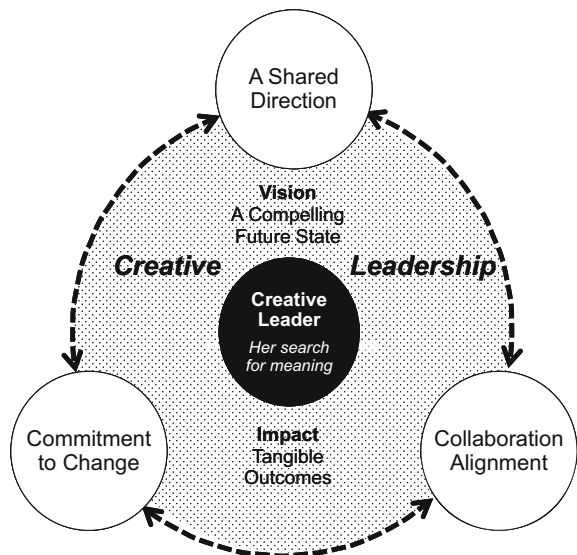 A Shared
Direction
Vision
A Compelling
Future State
Creative
Leadership
Creative
Leader
Her search
for meaning
Commitment
to Change
Impact
Tangible
Outcomes
Collaboration
Alignment